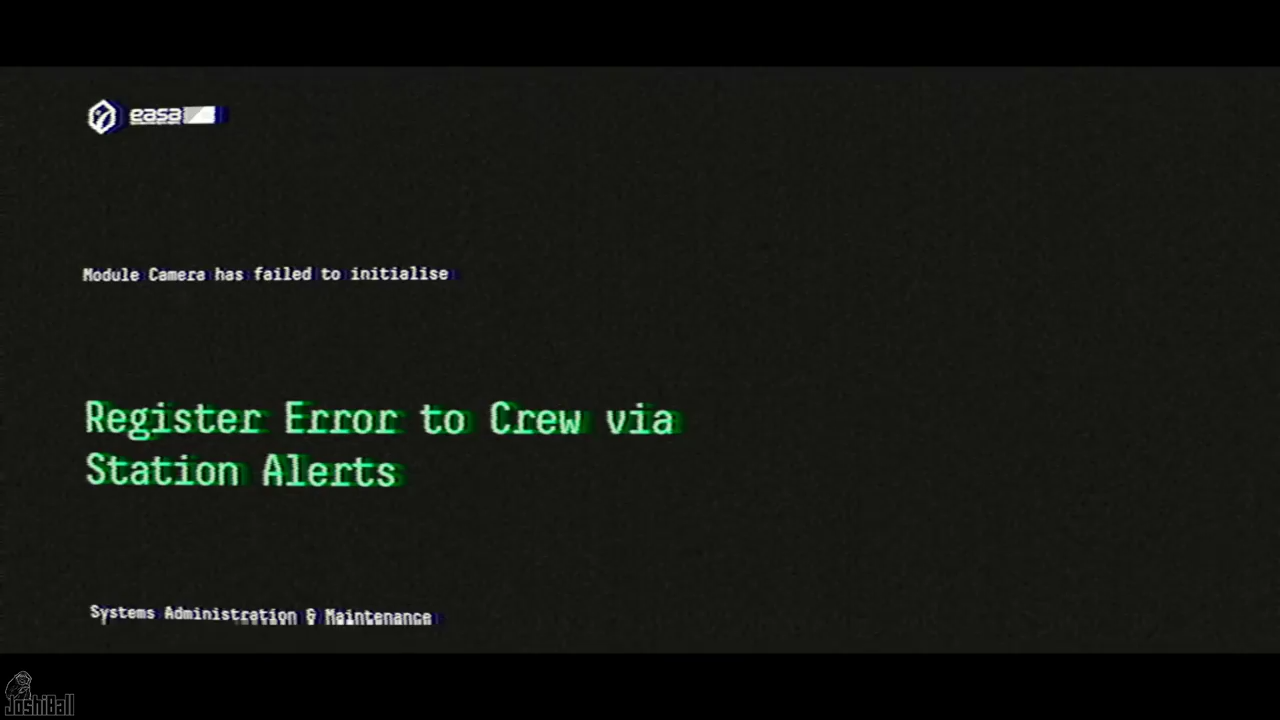 easa
Module Camera has failed to initialise
Register Error to Crew via
Station Alerts
Systems Administration & Maintenance
JoshiBall